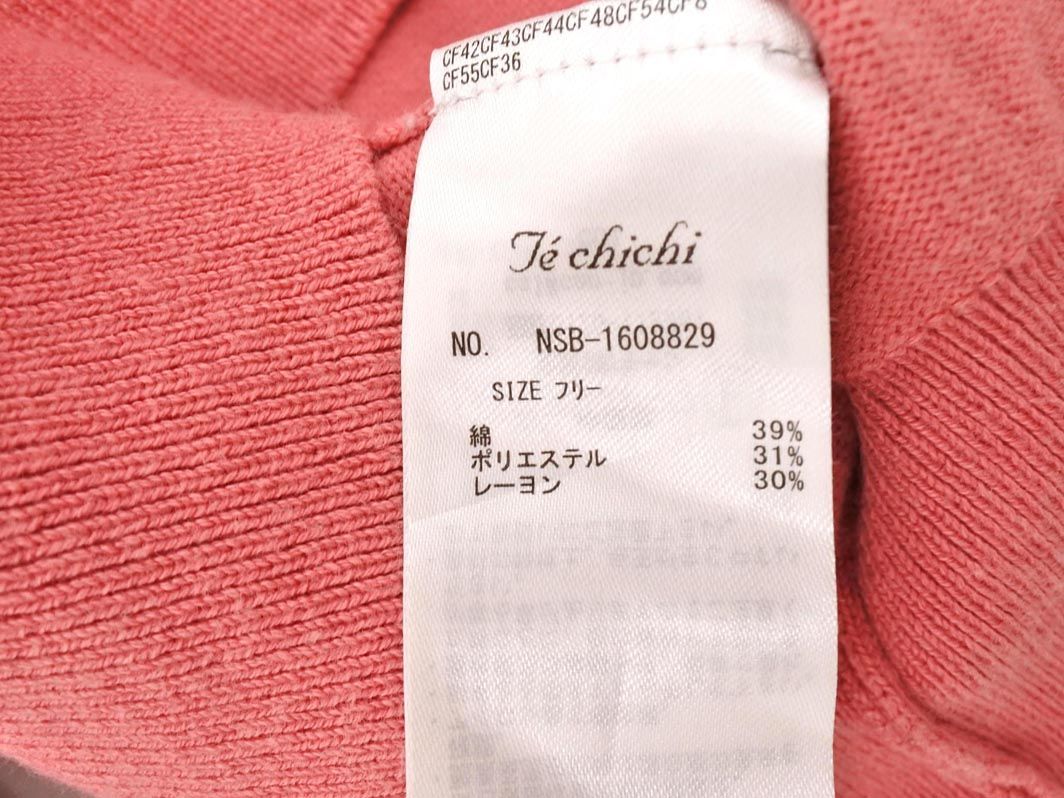 CF42CF43CF44CF48CF54CF8
CF55CF36
Té chichi
NO. NSB-1608829
SIZE フリー
綿 39%
ポリエステル 31%
レーヨン 30%